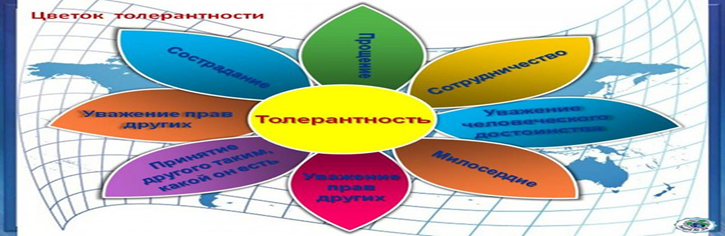 Цветок толерантности
Прощение
Сострадание
Сотрудничество
Уважение прав
других
Толерантность
Уважение
человеческого
достоинства
Принятие
другого таким,
какой он есть
Уважение
прав
других
Милосердие